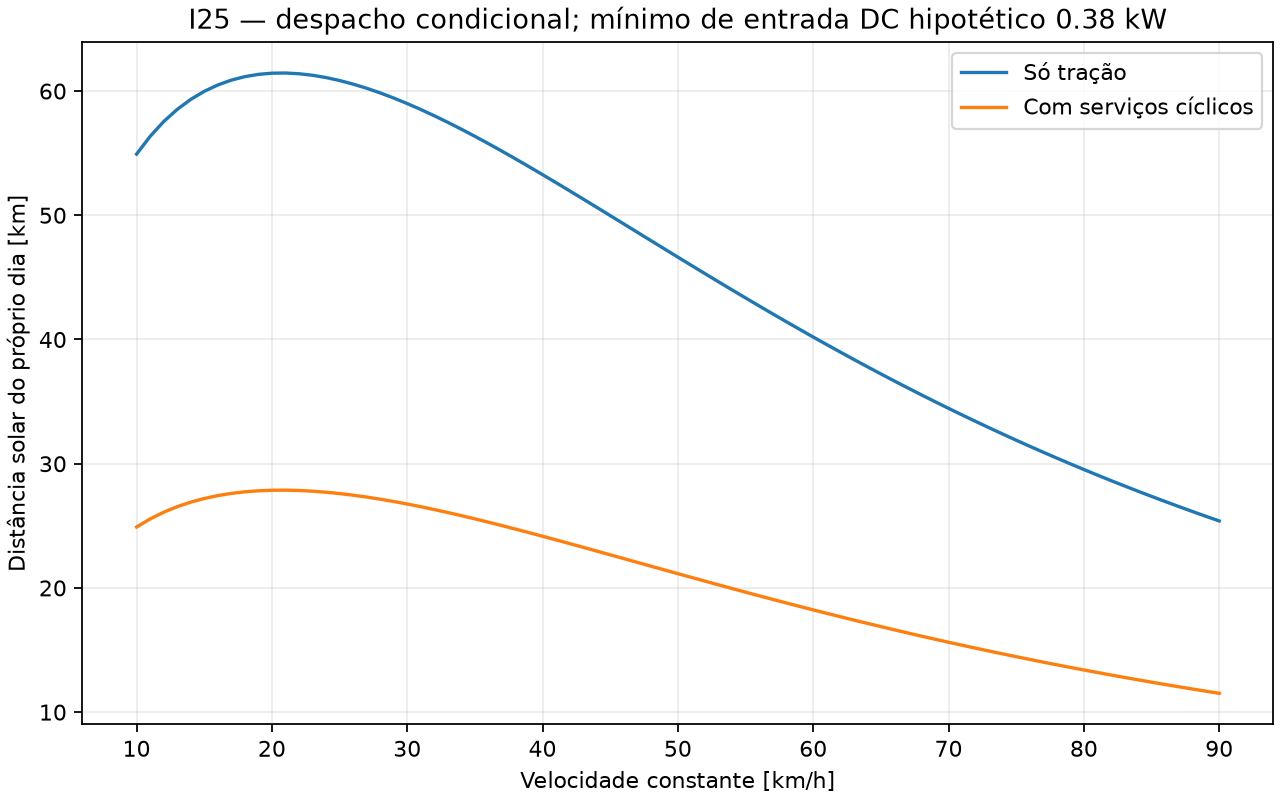 I25 — despacho condicional; mínimo de entrada DC hipotético 0.38 kW
Só tração
Com serviços cíclicos
Distância solar do próprio dia [km]
60
50
40
30
20
10
10 20 30 40 50 60 70 80 90
Velocidade constante [km/h]